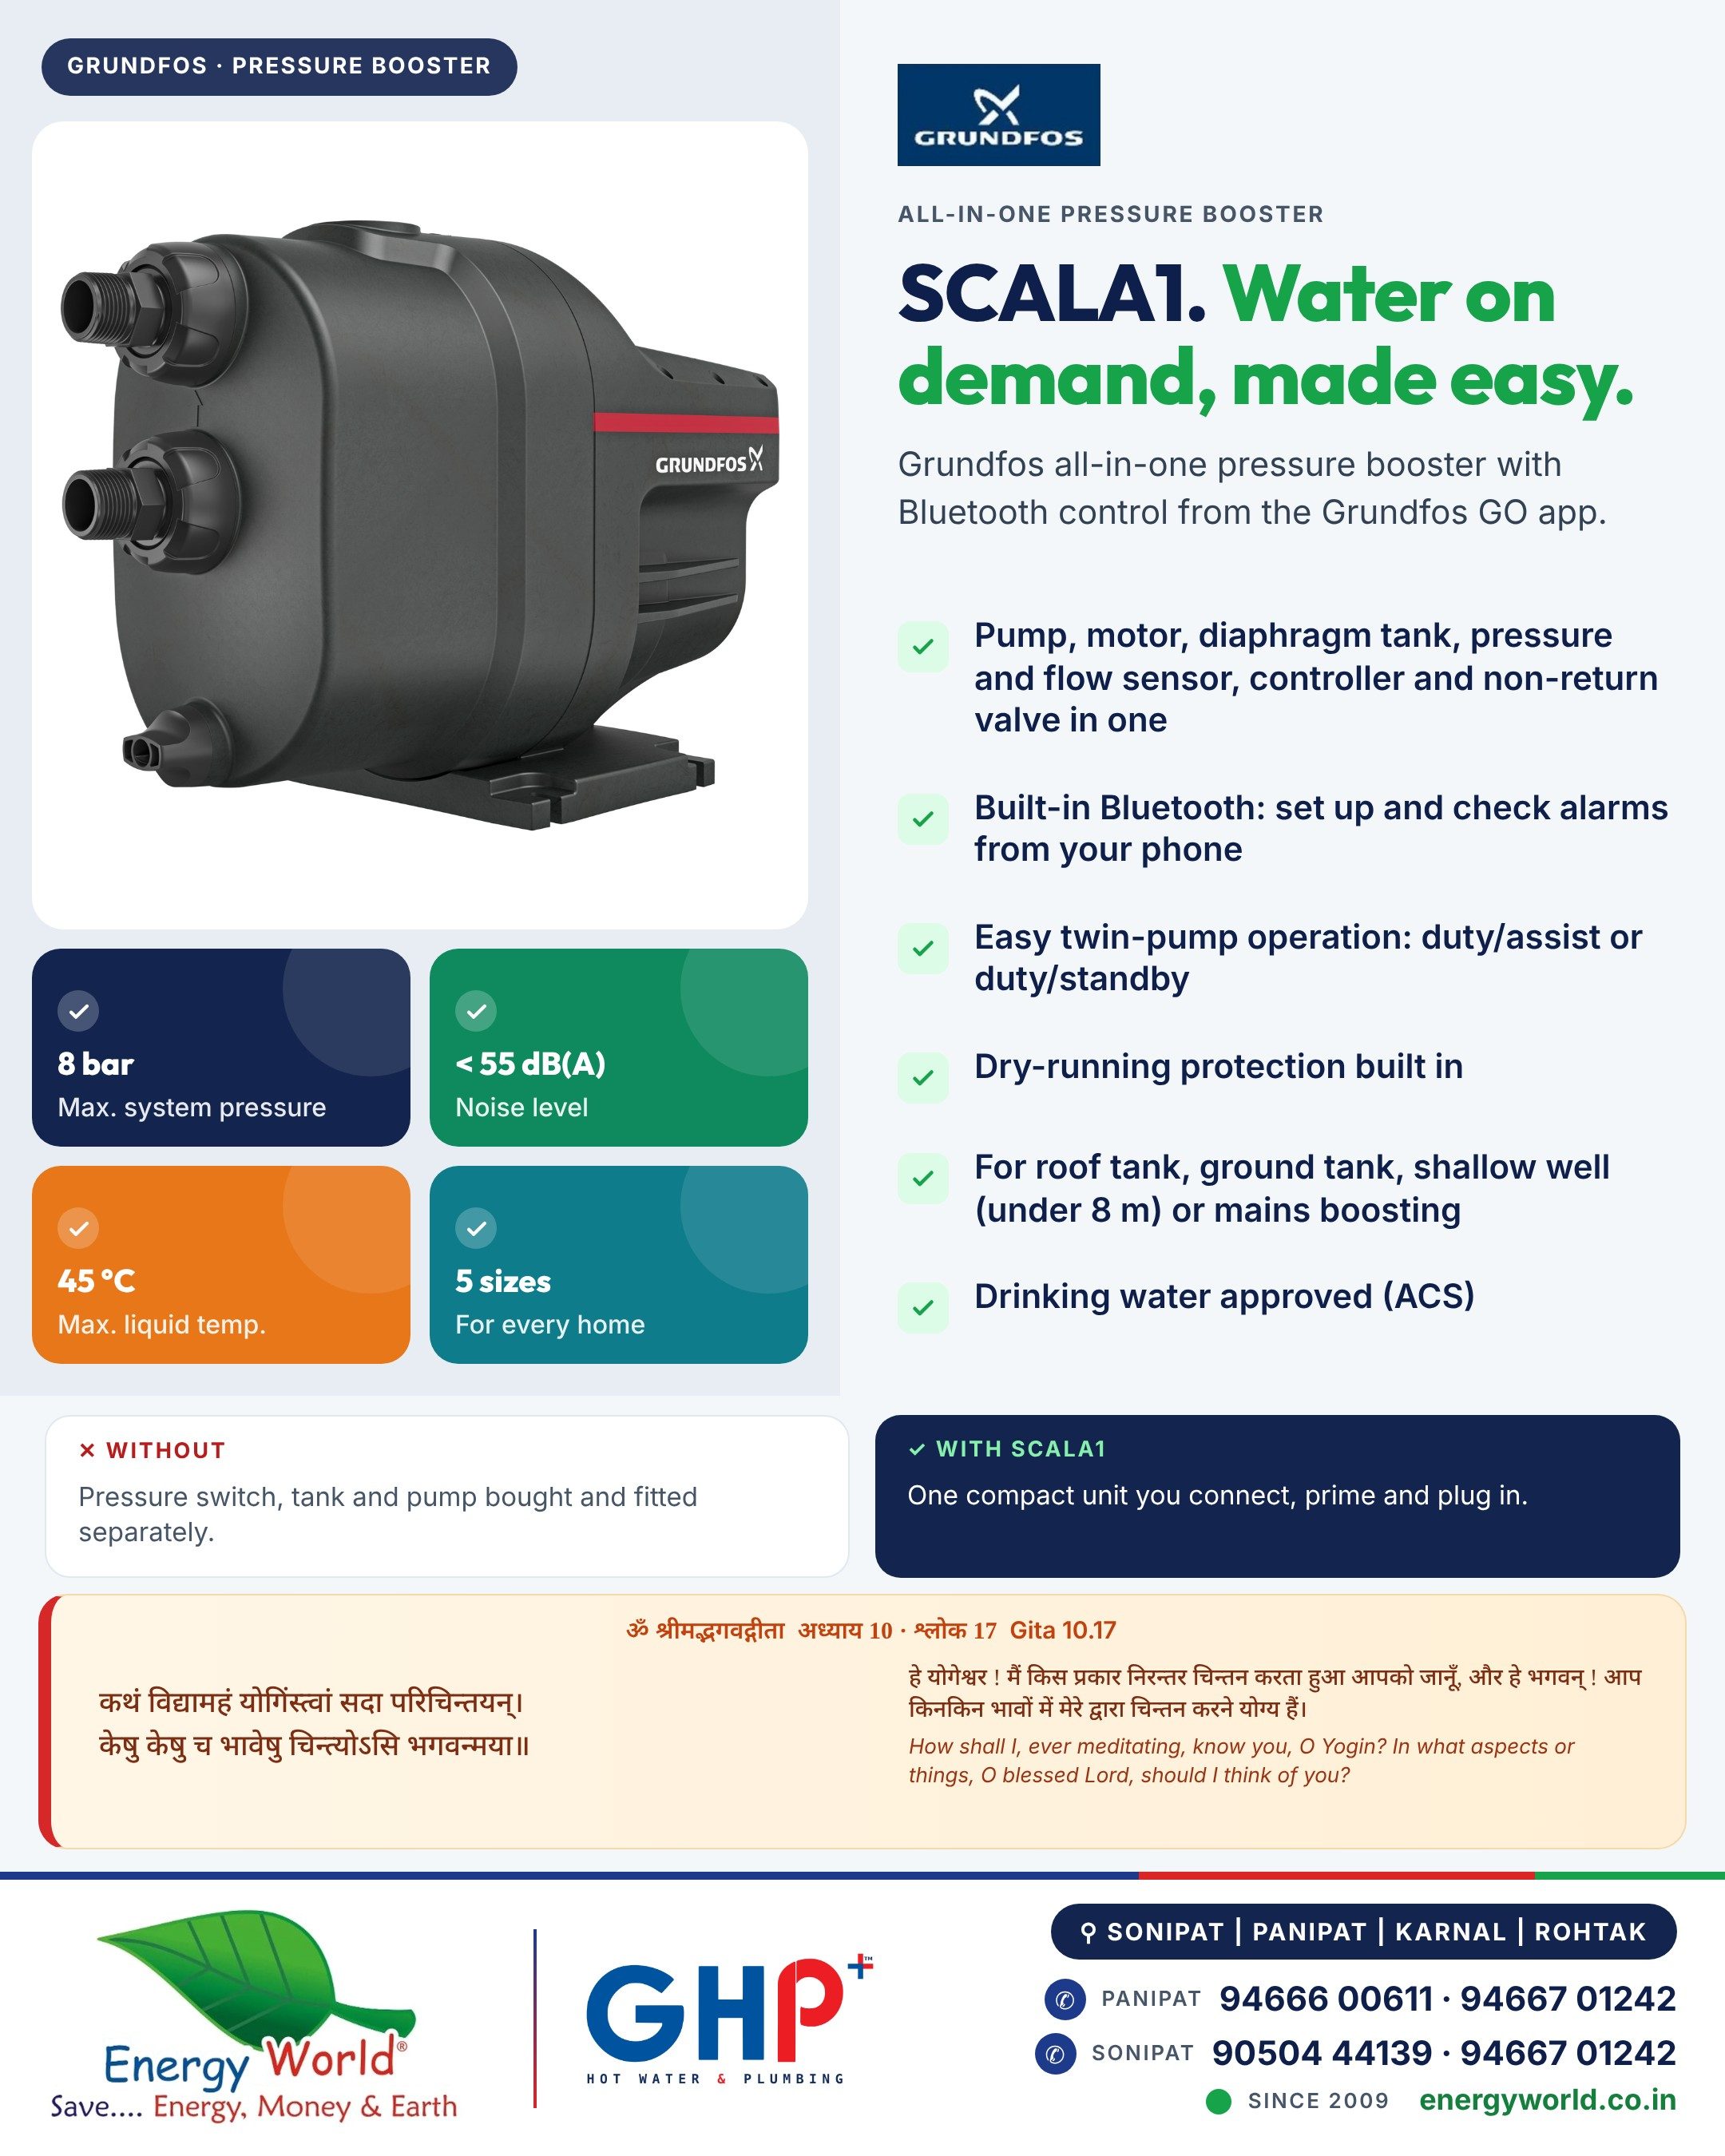 GRUNDFOS · PRESSURE BOOSTER
GRUNDFOS
8 bar
Max. system pressure
< 55 dB(A)
Noise level
45 °C
Max. liquid temp.
5 sizes
For every home
GRUNDFOS
ALL-IN-ONE PRESSURE BOOSTER
SCALA1. Water on
demand, made easy.
Grundfos all-in-one pressure booster with
Bluetooth control from the Grundfos GO app.
Pump, motor, diaphragm tank, pressure
and flow sensor, controller and non-return
valve in one
Built-in Bluetooth: set up and check alarms
from your phone
Easy twin-pump operation: duty/assist or
duty/standby
Dry-running protection built in
For roof tank, ground tank, shallow well
(under 8 m) or mains boosting
Drinking water approved (ACS)
✕ WITHOUT
Pressure switch, tank and pump bought and fitted
separately.
✓ WITH SCALA1
One compact unit you connect, prime and plug in.
ॐ श्रीमद्भगवद्गीता अध्याय 10 · श्लोक 17 Gita 10.17
कथं विद्यामहं योगिंस्त्वां सदा परिचिन्तयन्।
केषु केषु च भावेषु चिन्त्योऽसि भगवन्मया॥
हे योगेश्वर ! मैं किस प्रकार निरन्तर चिन्तन करता हुआ आपको जानूँ, और हे भगवन् ! आप
किनकिन भावों में मेरे द्वारा चिन्तन करने योग्य हैं।
How shall I, ever meditating, know you, O Yogin? In what aspects or
things, O blessed Lord, should I think of you?
Energy World®
Save.... Energy, Money & Earth
GHP+™
HOT WATER & PLUMBING
SONIPAT | PANIPAT | KARNAL | ROHTAK
PANIPAT 94666 00611 · 94667 01242
SONIPAT 90504 44139 · 94667 01242
SINCE 2009 energyworld.co.in